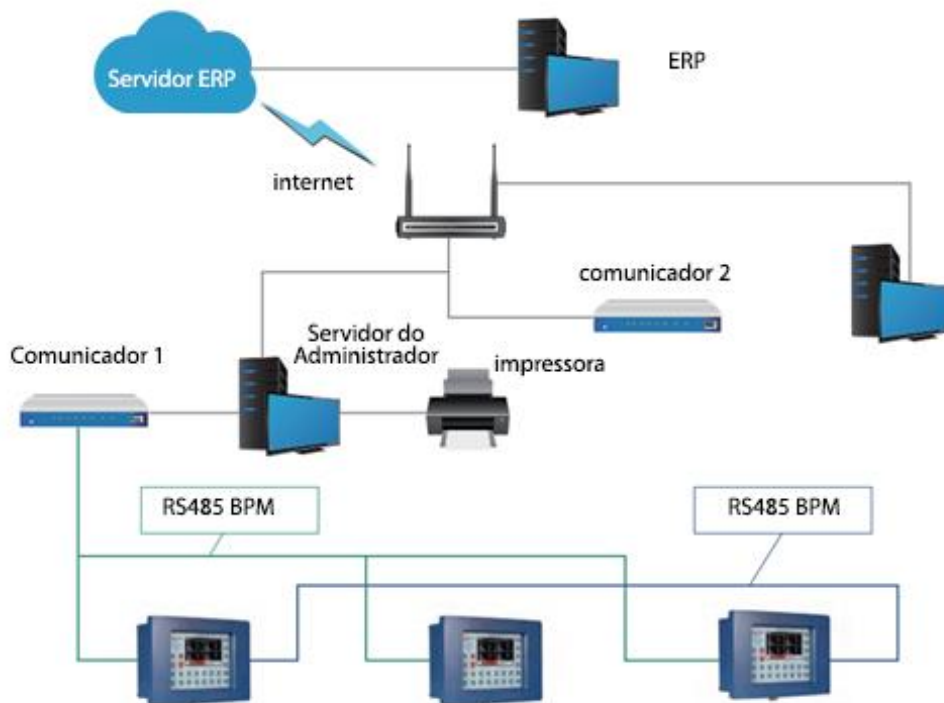 Servidor ERP
ERP
internet
comunicador 2
Servidor do
Administrador
impressora
Comunicador 1
RS485 BPM
RS485 BPM